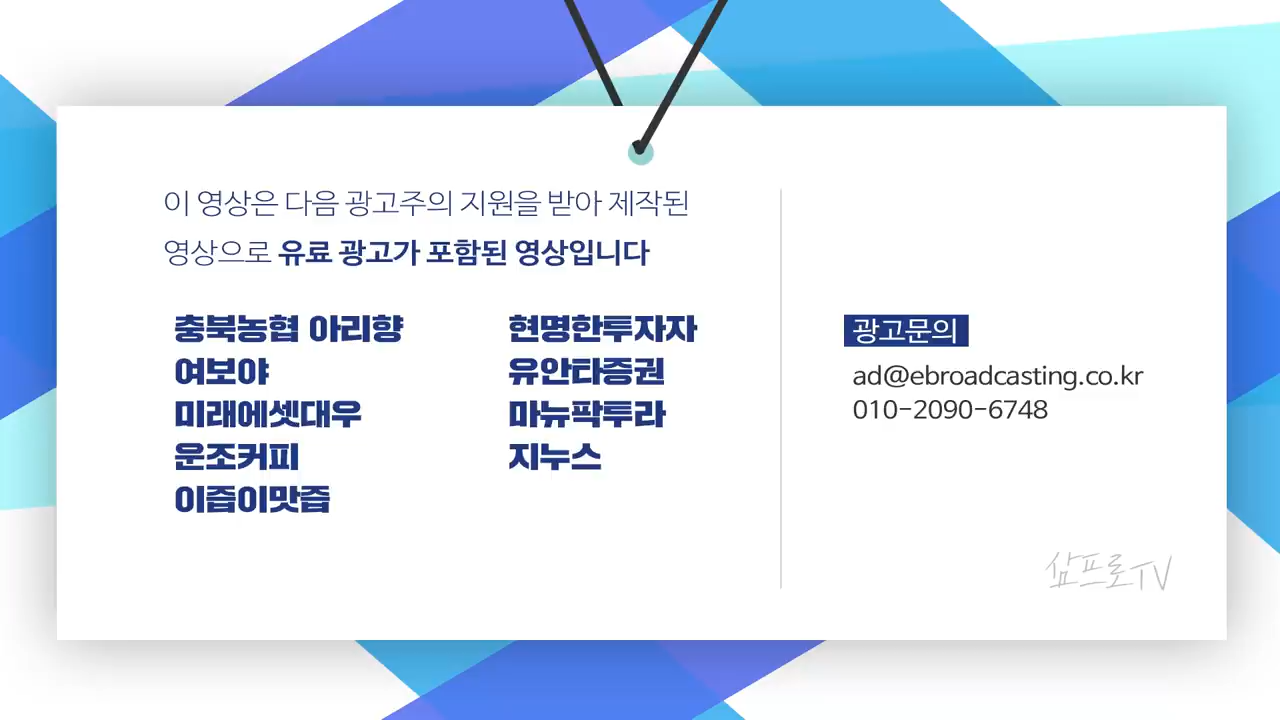 이 영상은 다음 광고주의 지원을 받아 제작된
영상으로 유료 광고가 포함된 영상입니다
충북농협 아리향
여보야
미래에셋대우
운조커피
이즙이맛즙
현명한투자자
유안타증권
마뉴팍투라
지누스
광고문의
ad@ebroadcasting.co.kr
010-2090-6748
삼프로TV